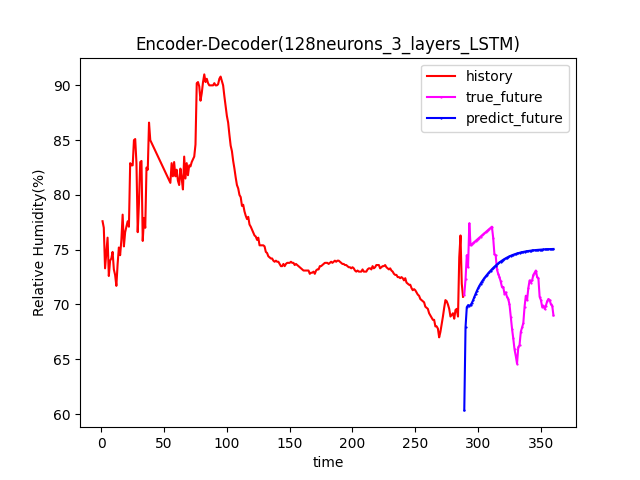 Encoder-Decoder(128neurons_3_layers_LSTM)
history
true_future
predict_future
Relative Humidity(%)
90
85
80
75
70
65
60
0 50 100 150 200 250 300 350
time